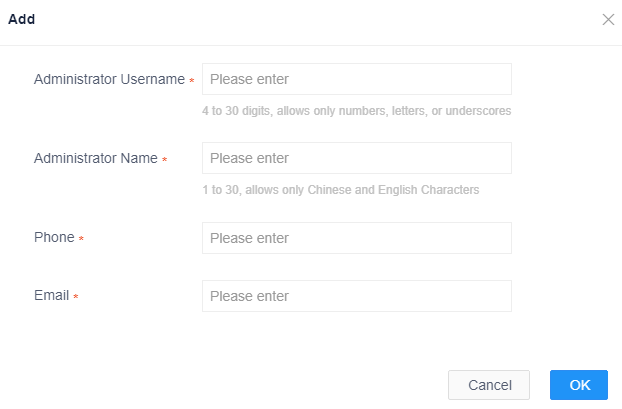 Add
Administrator Username * Please enter
4 to 30 digits, allows only numbers, letters, or underscores
Administrator Name * Please enter
1 to 30, allows only Chinese and English Characters
Phone * Please enter
Email * Please enter
Cancel OK